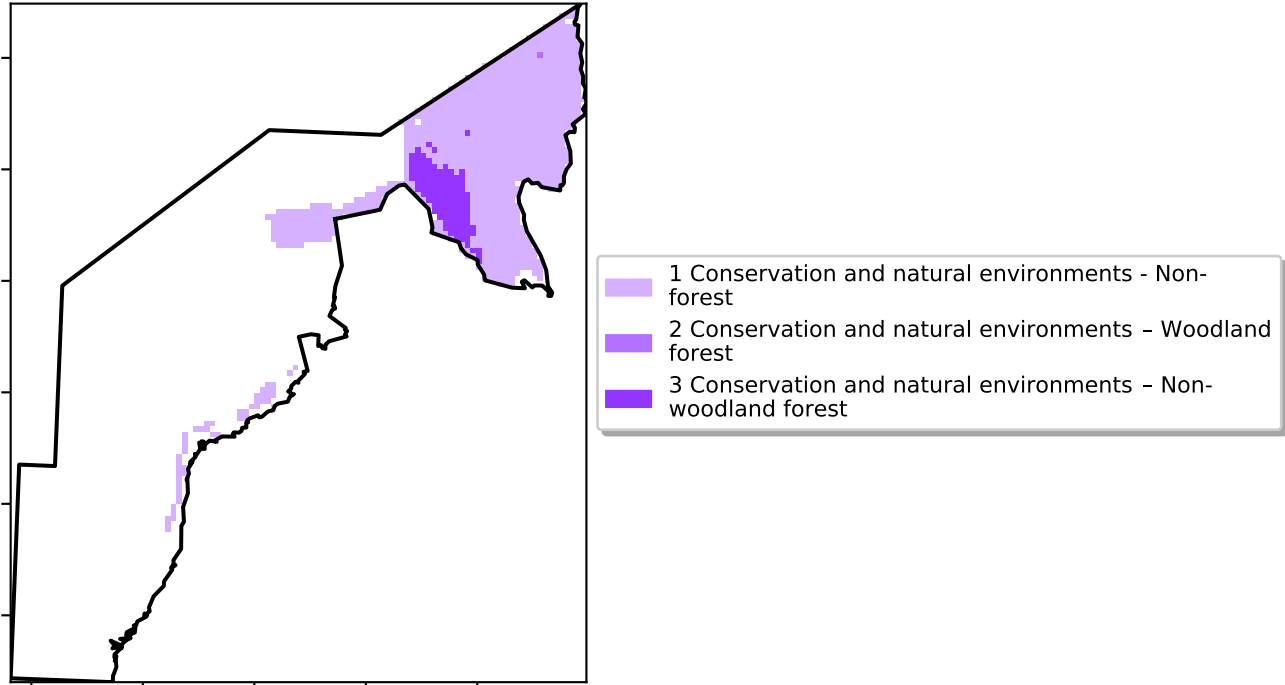 1 Conservation and natural environments - Non-
forest
2 Conservation and natural environments – Woodland
forest
3 Conservation and natural environments – Non-
woodland forest